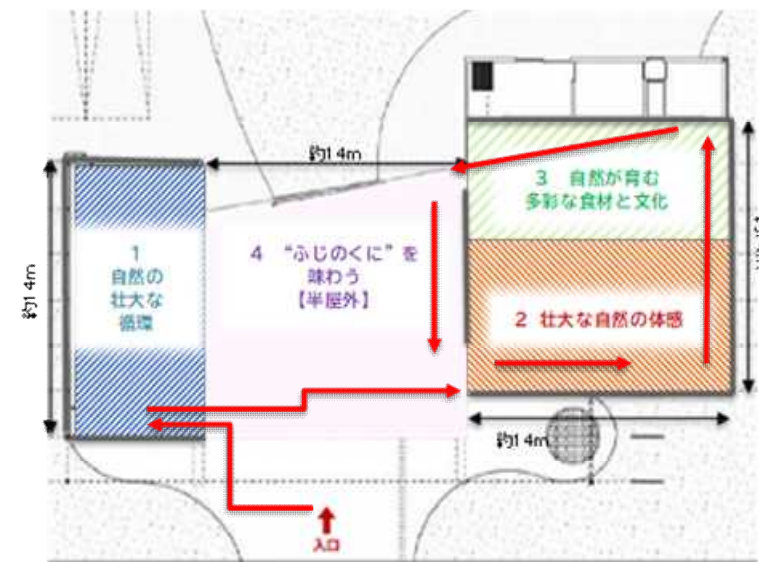 約14m
約14m
1
自然の
壮大な
循環
4 “ふじのくに”を
味わう
【半屋外】
3 自然が育む
多彩な食材と文化
2 壮大な自然の体感
約14m
入口